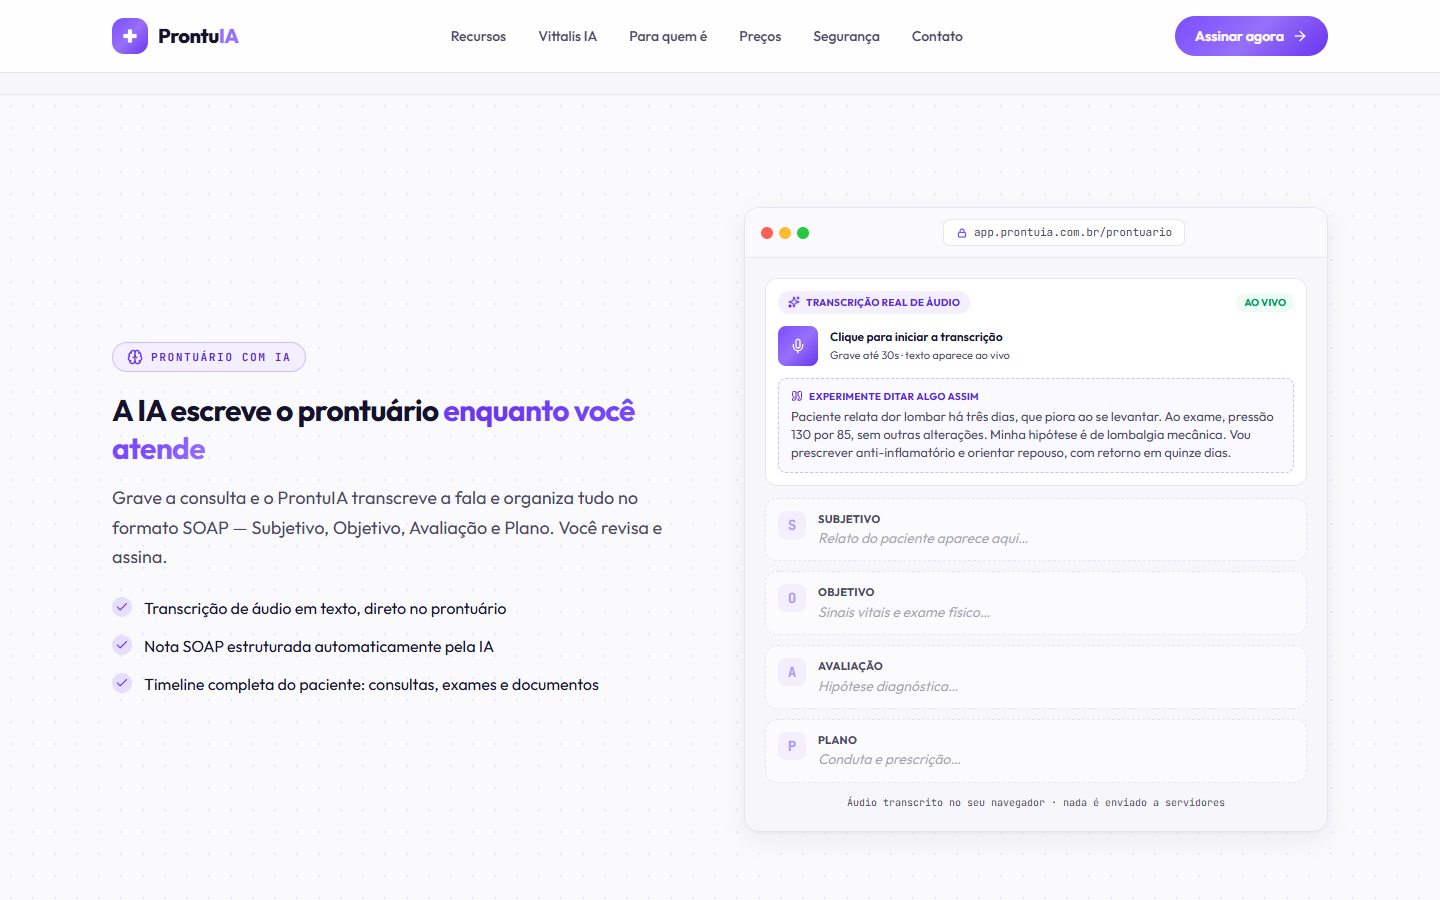 ProntuIA
Recursos
Vittalis IA
Para quem é
Preços
Segurança
Contato
Assinar agora
PRONTUÁRIO COM IA
A IA escreve o prontuário enquanto você
atende
Grave a consulta e o ProntuIA transcreve a fala e organiza tudo no
formato SOAP — Subjetivo, Objetivo, Avaliação e Plano. Você revisa e
assina.
Transcrição de áudio em texto, direto no prontuário
Nota SOAP estruturada automaticamente pela IA
Timeline completa do paciente: consultas, exames e documentos
app.prontuia.com.br/prontuario
TRANSCRIÇÃO REAL DE ÁUDIO
AO VIVO
Clique para iniciar a transcrição
Grave até 30s · texto aparece ao vivo
EXPERIMENTE DITAR ALGO ASSIM
Paciente relata dor lombar há três dias, que piora ao se levantar. Ao exame, pressão
130 por 85, sem outras alterações. Minha hipótese é de lombalgia mecânica. Vou
prescrever anti-inflamatório e orientar repouso, com retorno em quinze dias.
S
SUBJETIVO
Relato do paciente aparece aqui...
O
OBJETIVO
Sinais vitais e exame físico...
A
AVALIAÇÃO
Hipótese diagnóstica...
P
PLANO
Conduta e prescrição...
Áudio transcrito no seu navegador · nada é enviado a servidores